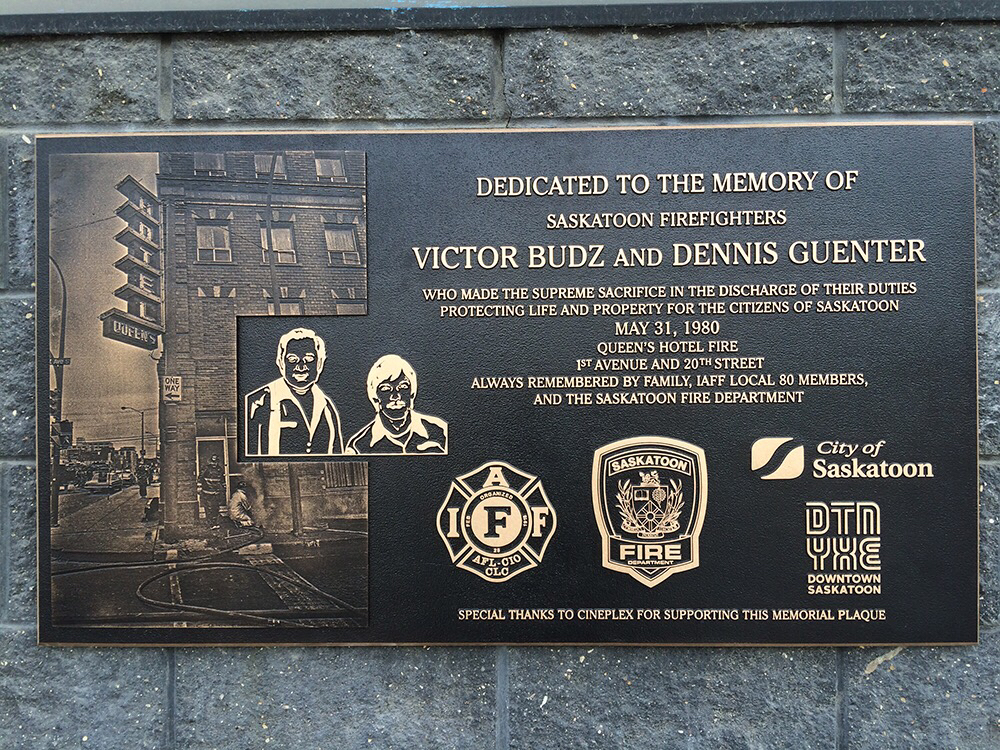 HOTEL
QUEEN'S
ONE
WAY
DEDICATED TO THE MEMORY OF
SASKATOON FIREFIGHTERS
VICTOR BUDZ AND DENNIS GUENTER
WHO MADE THE SUPREME SACRIFICE IN THE DISCHARGE OF THEIR DUTIES
PROTECTING LIFE AND PROPERTY FOR THE CITIZENS OF SASKATOON
MAY 31, 1980
QUEEN'S HOTEL FIRE
1ST AVENUE AND 20TH STREET
ALWAYS REMEMBERED BY FAMILY, IAFF LOCAL 80 MEMBERS,
AND THE SASKATOON FIRE DEPARTMENT
A
ORGANIZED
I F F
AFL-CIO
CLC
SASKATOON
FIRE
DEPARTMENT
City of
Saskatoon
DTN
YXE
DOWNTOWN
SASKATOON
SPECIAL THANKS TO CINEPLEX FOR SUPPORTING THIS MEMORIAL PLAQUE